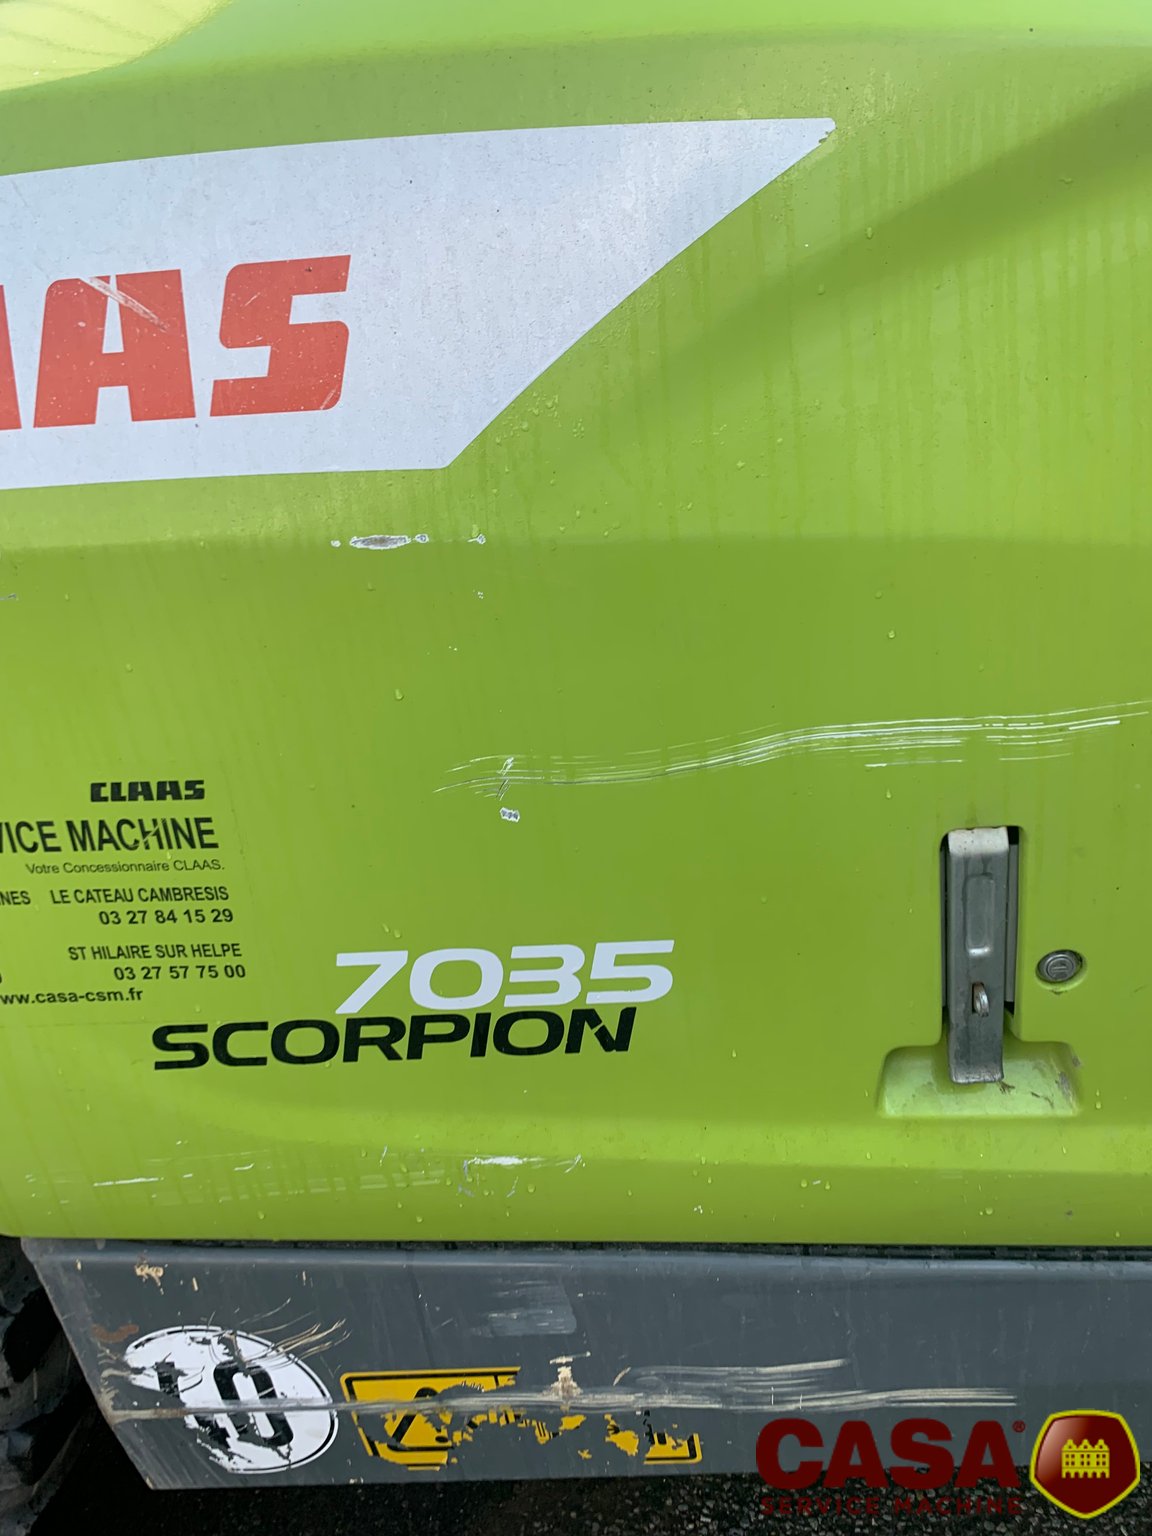 AAS
CLAAS
VICE MACHINE
Votre Concessionnaire CLAAS.
NES LE CATEAU CAMBRESIS
03 27 84 15 29
ST HILAIRE SUR HELPE
03 27 57 75 00
ww.casa-csm.fr
7035
SCORPION
CASA®
SERVICE MACHINE